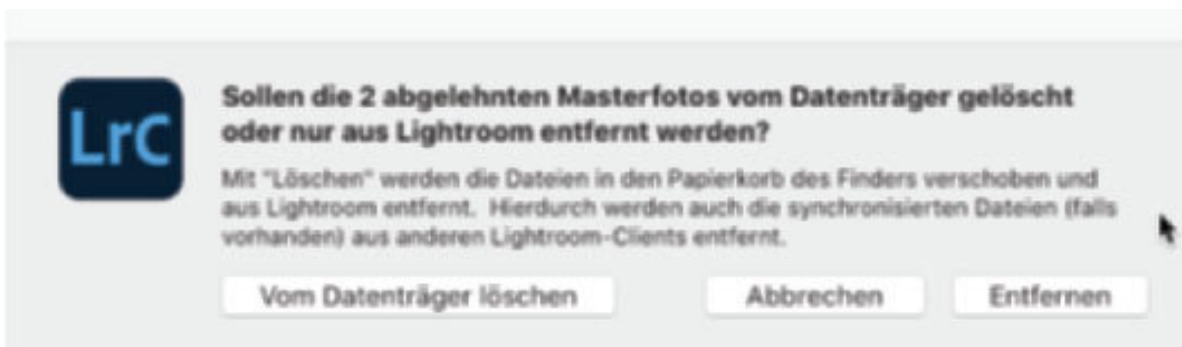 LrC
Sollen die 2 abgelehnten Masterfotos vom Datenträger gelöscht
oder nur aus Lightroom entfernt werden?
Mit "Löschen" werden die Dateien in den Papierkorb des Finders verschoben und
aus Lightroom entfernt. Hierdurch werden auch die synchronisierten Dateien (falls
vorhanden) aus anderen Lightroom-Clients entfernt.
Vom Datenträger löschen Abbrechen Entfernen